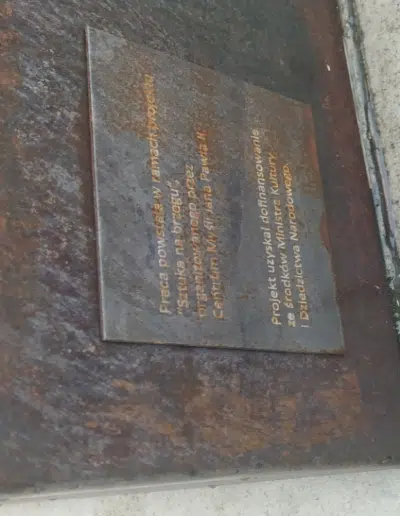 Praca powstała w ramach projektu
"Sztuka na brzogu",
organizowanego przez
Centrum Myśli Jana Pawła II.
Projekt uzyskał dofinansowanie
ze środków Ministra Kultury
i Dziedzictwa Narodowego.